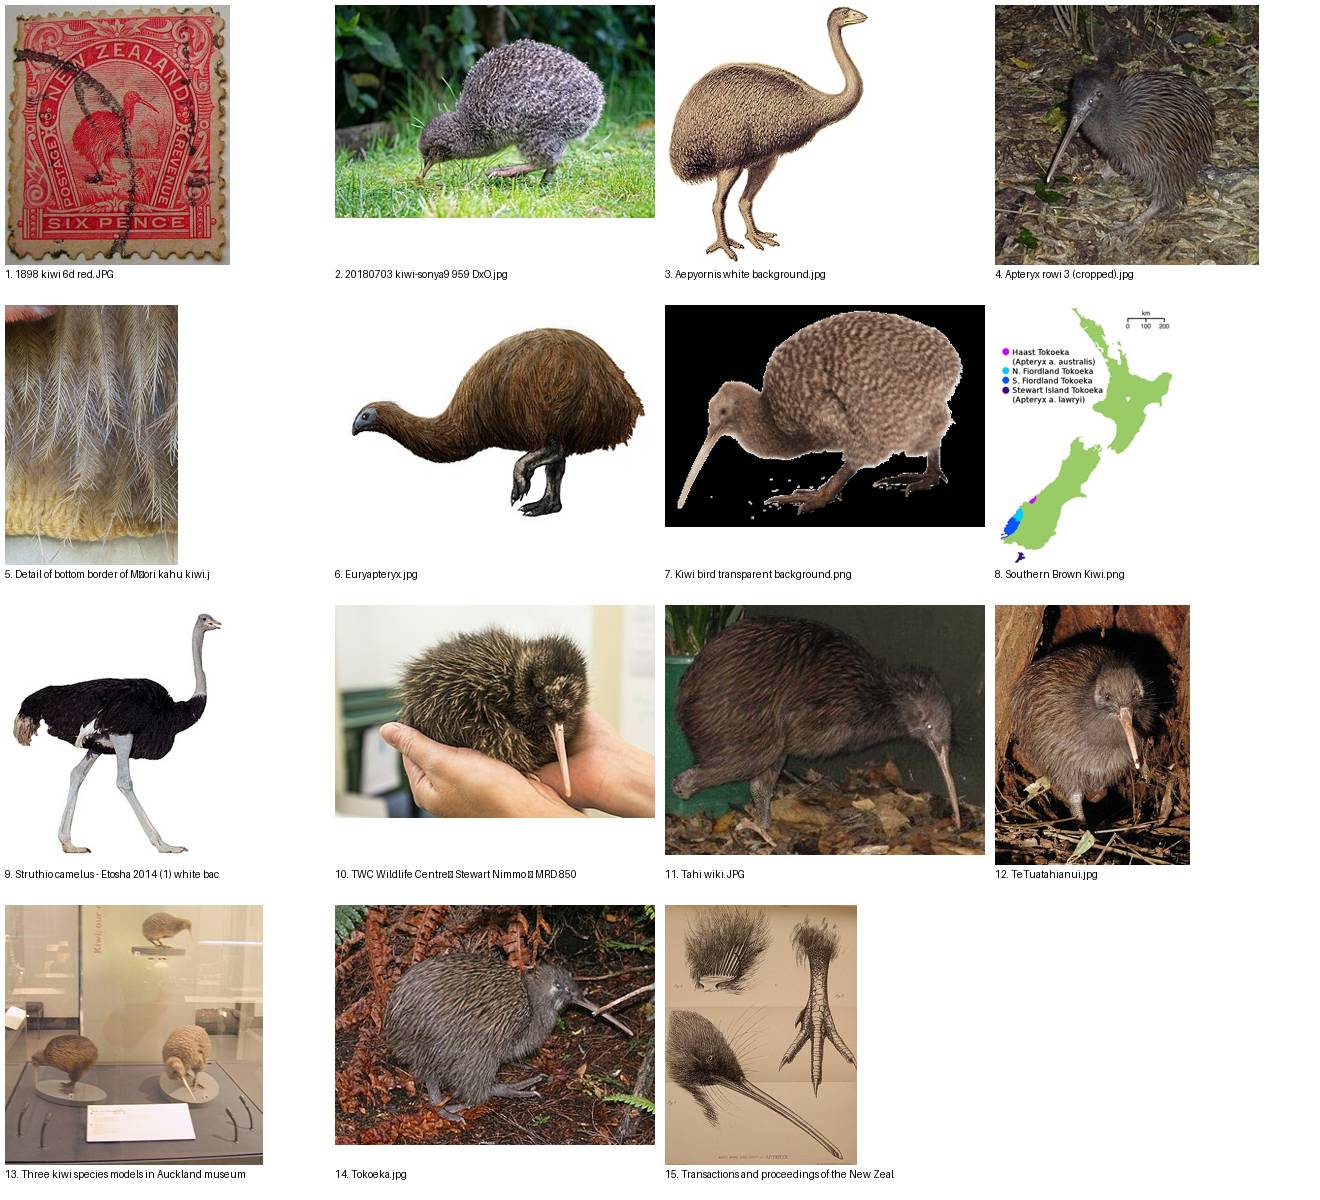 NEW ZEALAND
POSTAGE & REVENUE
SIX PENCE
1. 1898 kiwi 6d red.JPG
2. 20180703 kiwi-sonya9 959 DxO.jpg
3. Aepyornis white background.jpg
4. Apteryx rowi 3 (cropped).jpg
km
0 100 200
Haast Tokoeka
(Apteryx a. australis)
N. Fiordland Tokoeka
S. Fiordland Tokoeka
Stewart Island Tokoeka
(Apteryx a. lawryi)
5. Detail of bottom border of M□ori kahu kiwi.j
6. Euryapteryx.jpg
7. Kiwi bird transparent background.png
8. Southern Brown Kiwi.png
9. Struthio camelus - Etosha 2014 (1) white bac
10. TWC Wildlife Centre□ Stewart Nimmo □ MRD850
11. Tahi wiki.JPG
12. TeTuatahianui.jpg
Kiwi: our
13. Three kiwi species models in Auckland museum
14. Tokoeka.jpg
15. Transactions and proceedings of the New Zeal